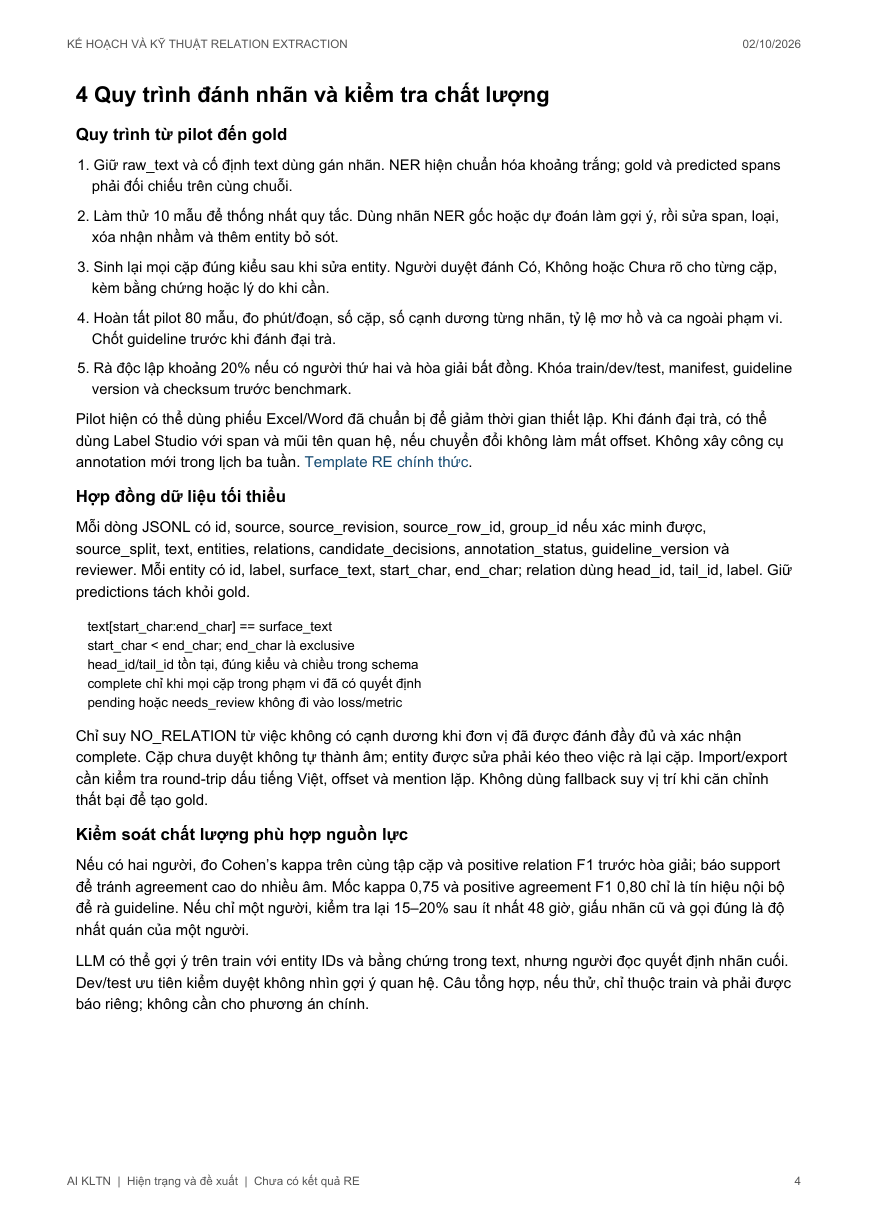 KẾ HOẠCH VÀ KỸ THUẬT RELATION EXTRACTION
02/10/2026
4 Quy trình đánh nhãn và kiểm tra chất lượng
Quy trình từ pilot đến gold
1. Giữ raw_text và cố định text dùng gán nhãn. NER hiện chuẩn hóa khoảng trắng; gold và predicted spans
phải đối chiếu trên cùng chuỗi.
2. Làm thử 10 mẫu để thống nhất quy tắc. Dùng nhãn NER gốc hoặc dự đoán làm gợi ý, rồi sửa span, loại,
xóa nhận nhầm và thêm entity bỏ sót.
3. Sinh lại mọi cặp đúng kiểu sau khi sửa entity. Người duyệt đánh Có, Không hoặc Chưa rõ cho từng cặp,
kèm bằng chứng hoặc lý do khi cần.
4. Hoàn tất pilot 80 mẫu, đo phút/đoạn, số cặp, số cạnh dương từng nhãn, tỷ lệ mơ hồ và ca ngoài phạm vi.
Chốt guideline trước khi đánh đại trà.
5. Rà độc lập khoảng 20% nếu có người thứ hai và hòa giải bất đồng. Khóa train/dev/test, manifest, guideline
version và checksum trước benchmark.
Pilot hiện có thể dùng phiếu Excel/Word đã chuẩn bị để giảm thời gian thiết lập. Khi đánh đại trà, có thể
dùng Label Studio với span và mũi tên quan hệ, nếu chuyển đổi không làm mất offset. Không xây công cụ
annotation mới trong lịch ba tuần. Template RE chính thức.
Hợp đồng dữ liệu tối thiểu
Mỗi dòng JSONL có id, source, source_revision, source_row_id, group_id nếu xác minh được,
source_split, text, entities, relations, candidate_decisions, annotation_status, guideline_version và
reviewer. Mỗi entity có id, label, surface_text, start_char, end_char; relation dùng head_id, tail_id, label. Giữ
predictions tách khỏi gold.
text[start_char:end_char] == surface_text
start_char < end_char; end_char là exclusive
head_id/tail_id tồn tại, đúng kiểu và chiều trong schema
complete chỉ khi mọi cặp trong phạm vi đã có quyết định
pending hoặc needs_review không đi vào loss/metric
Chỉ suy NO_RELATION từ việc không có cạnh dương khi đơn vị đã được đánh đầy đủ và xác nhận
complete. Cặp chưa duyệt không tự thành âm; entity được sửa phải kéo theo việc rà lại cặp. Import/export
cần kiểm tra round-trip dấu tiếng Việt, offset và mention lặp. Không dùng fallback suy vị trí khi căn chỉnh
thất bại để tạo gold.
Kiểm soát chất lượng phù hợp nguồn lực
Nếu có hai người, đo Cohen’s kappa trên cùng tập cặp và positive relation F1 trước hòa giải; báo support
để tránh agreement cao do nhiều âm. Mốc kappa 0,75 và positive agreement F1 0,80 chỉ là tín hiệu nội bộ
để rà guideline. Nếu chỉ một người, kiểm tra lại 15–20% sau ít nhất 48 giờ, giấu nhãn cũ và gọi đúng là độ
nhất quán của một người.
LLM có thể gợi ý trên train với entity IDs và bằng chứng trong text, nhưng người đọc quyết định nhãn cuối.
Dev/test ưu tiên kiểm duyệt không nhìn gợi ý quan hệ. Câu tổng hợp, nếu thử, chỉ thuộc train và phải được
báo riêng; không cần cho phương án chính.
AI KLTN | Hiện trạng và đề xuất | Chưa có kết quả RE
4